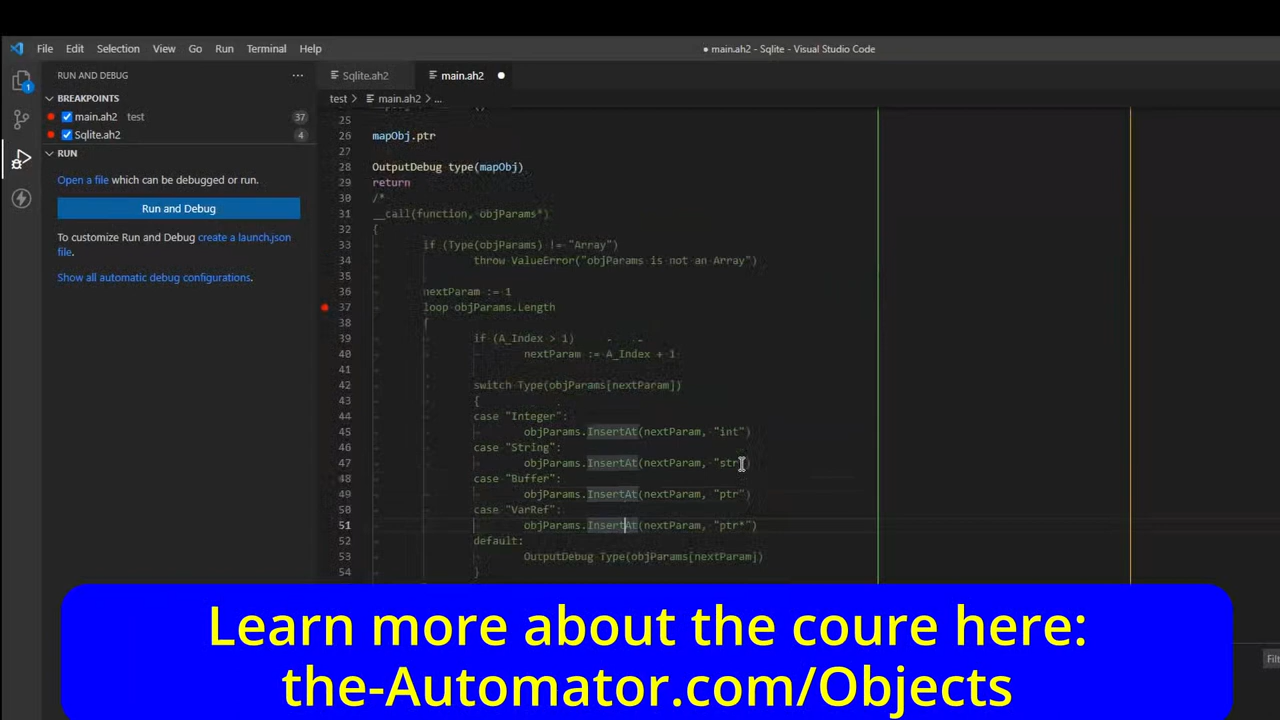 File Edit Selection View Go Run Terminal Help
● main.ah2 - Sqlite - Visual Studio Code
RUN AND DEBUG ···
BREAKPOINTS
main.ah2 test 37
Sqlite.ah2 4
RUN
Open a file which can be debugged or run.
Run and Debug
To customize Run and Debug create a launch.json
file.
Show all automatic debug configurations.
1
Sqlite.ah2 main.ah2
test > main.ah2 > ...
25
26 mapObj.ptr
27
28 OutputDebug type(mapObj)
29 return
30 /*
31 __call(function, objParams*)
32 {
33 if (Type(objParams) != "Array")
34 throw ValueError("objParams is not an Array")
35
36 nextParam := 1
37 loop objParams.Length
38 {
39 if (A_Index > 1)
40 nextParam := A_Index + 1
41
42 switch Type(objParams[nextParam])
43 {
44 case "Integer":
45 objParams.InsertAt(nextParam, "int")
46 case "String":
47 objParams.InsertAt(nextParam, "str")
48 case "Buffer":
49 objParams.InsertAt(nextParam, "ptr")
50 case "VarRef":
51 objParams.InsertAt(nextParam, "ptr*")
52 default:
53 OutputDebug Type(objParams[nextParam])
54 }
Learn more about the coure here:
the-Automator.com/Objects